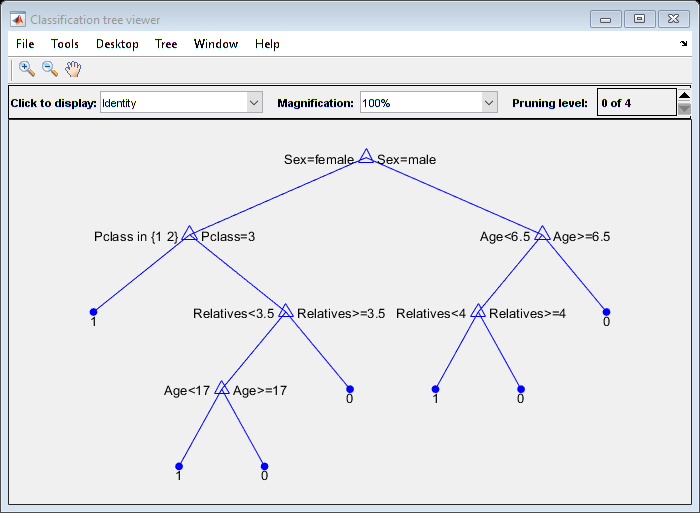 Classification tree viewer
File Tools Desktop Tree Window Help
Click to display: Identity Magnification: 100% Pruning level: 0 of 4
Sex=female Sex=male
Pclass in {1 2} Pclass=3 Age<6.5 Age>=6.5
1 Relatives<3.5 Relatives>=3.5 Relatives<4 Relatives>=4 0
Age<17 Age>=17 0 1 0
1 0